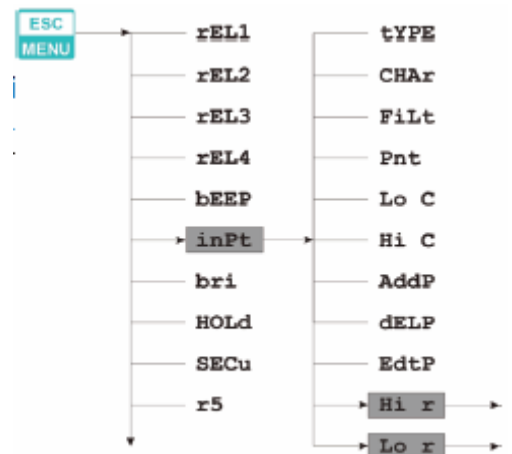 ESC
MENU
rEL1
rEL2
rEL3
rEL4
bEEP
inPt
bri
HOLd
SECu
r5
tYPE
CHAr
FiLt
Pnt
Lo C
Hi C
AddP
dELP
EdtP
Hi r
Lo r